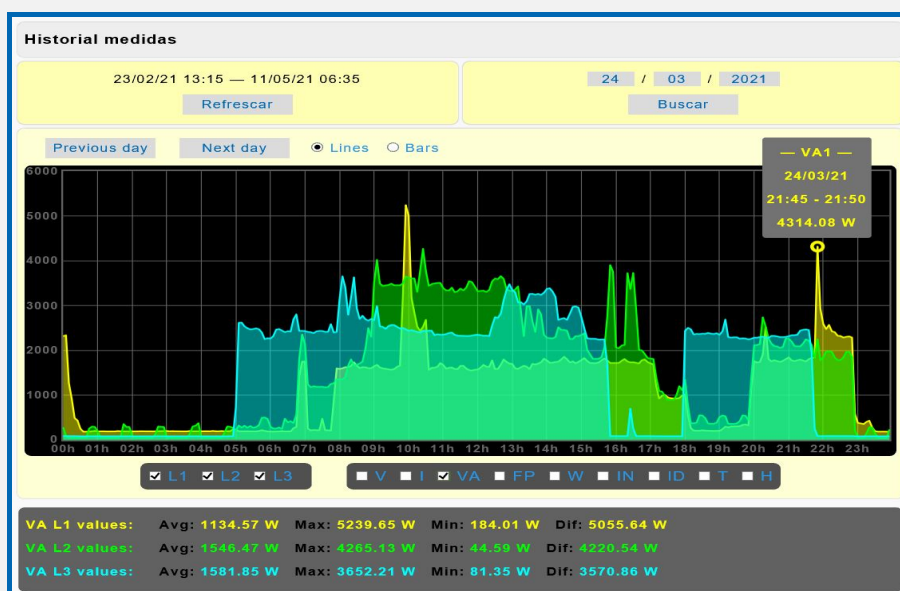 Historial medidas
23/02/21 13:15 — 11/05/21 06:35
Refrescar
24 / 03 / 2021
Buscar
Previous day Next day Lines Bars
— VA1 —
24/03/21
21:45 - 21:50
4314.08 W
6000
5000
4000
3000
2000
1000
0
00h 01h 02h 03h 04h 05h 06h 07h 08h 09h 10h 11h 12h 13h 14h 15h 16h 17h 18h 19h 20h 21h 22h 23h
L1 L2 L3 V I VA FP W IN ID T H
VA L1 values: Avg: 1134.57 W Max: 5239.65 W Min: 184.01 W Dif: 5055.64 W
VA L2 values: Avg: 1546.47 W Max: 4265.13 W Min: 44.59 W Dif: 4220.54 W
VA L3 values: Avg: 1581.85 W Max: 3652.21 W Min: 81.35 W Dif: 3570.86 W